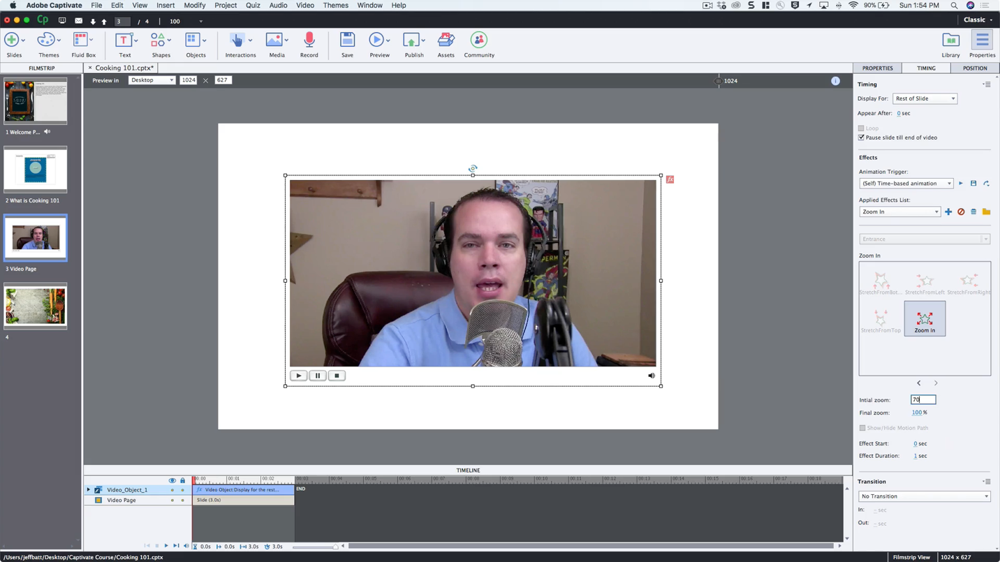 Adobe Captivate File Edit View Insert Modify Project Quiz Audio Video Themes Window Help 90% Sun 1:54 PM
Cp 3 / 4 100 Classic
Slides Themes Fluid Box Text Shapes Objects Interactions Media Record Save Preview Publish Assets Community Library Properties
FILMSTRIP × Cooking 101.cptx* PROPERTIES TIMING POSITION
Preview in Desktop 1024 × 627 1024 i
1 Welcome P...
2 What is Cooking 101
3 Video Page
4
fx
Timing
Display For: Rest of Slide
Appear After: 0 sec
Loop
Pause slide till end of video
Effects
Animation Trigger:
(Self) Time-based animation
Applied Effects List:
Zoom In
Entrance
Zoom In
StretchFromBot... StretchFromLeft StretchFromRight
StretchFromTop Zoom In
Intial zoom: 70
Final zoom: 100 %
Show/Hide Motion Path
Effect Start: 0 sec
Effect Duration: 1 sec
Transition
No Transition
In: - sec
Out: - sec
TIMELINE
00:00 00:01 00:02 00:03 00:04 00:05 00:06 00:07 00:08 00:09 00:10 00:11 00:12 00:13 00:14 00:15 00:16 00:17 00:18
Video_Object_1 fx Video Object:Display for the rest... END
Video Page Slide (3.0s)
0.0s 0.0s 3.0s 3.0s
/Users/jeffbatt/Desktop/Captivate Course/Cooking 101.cptx Filmstrip View 1024 x 627